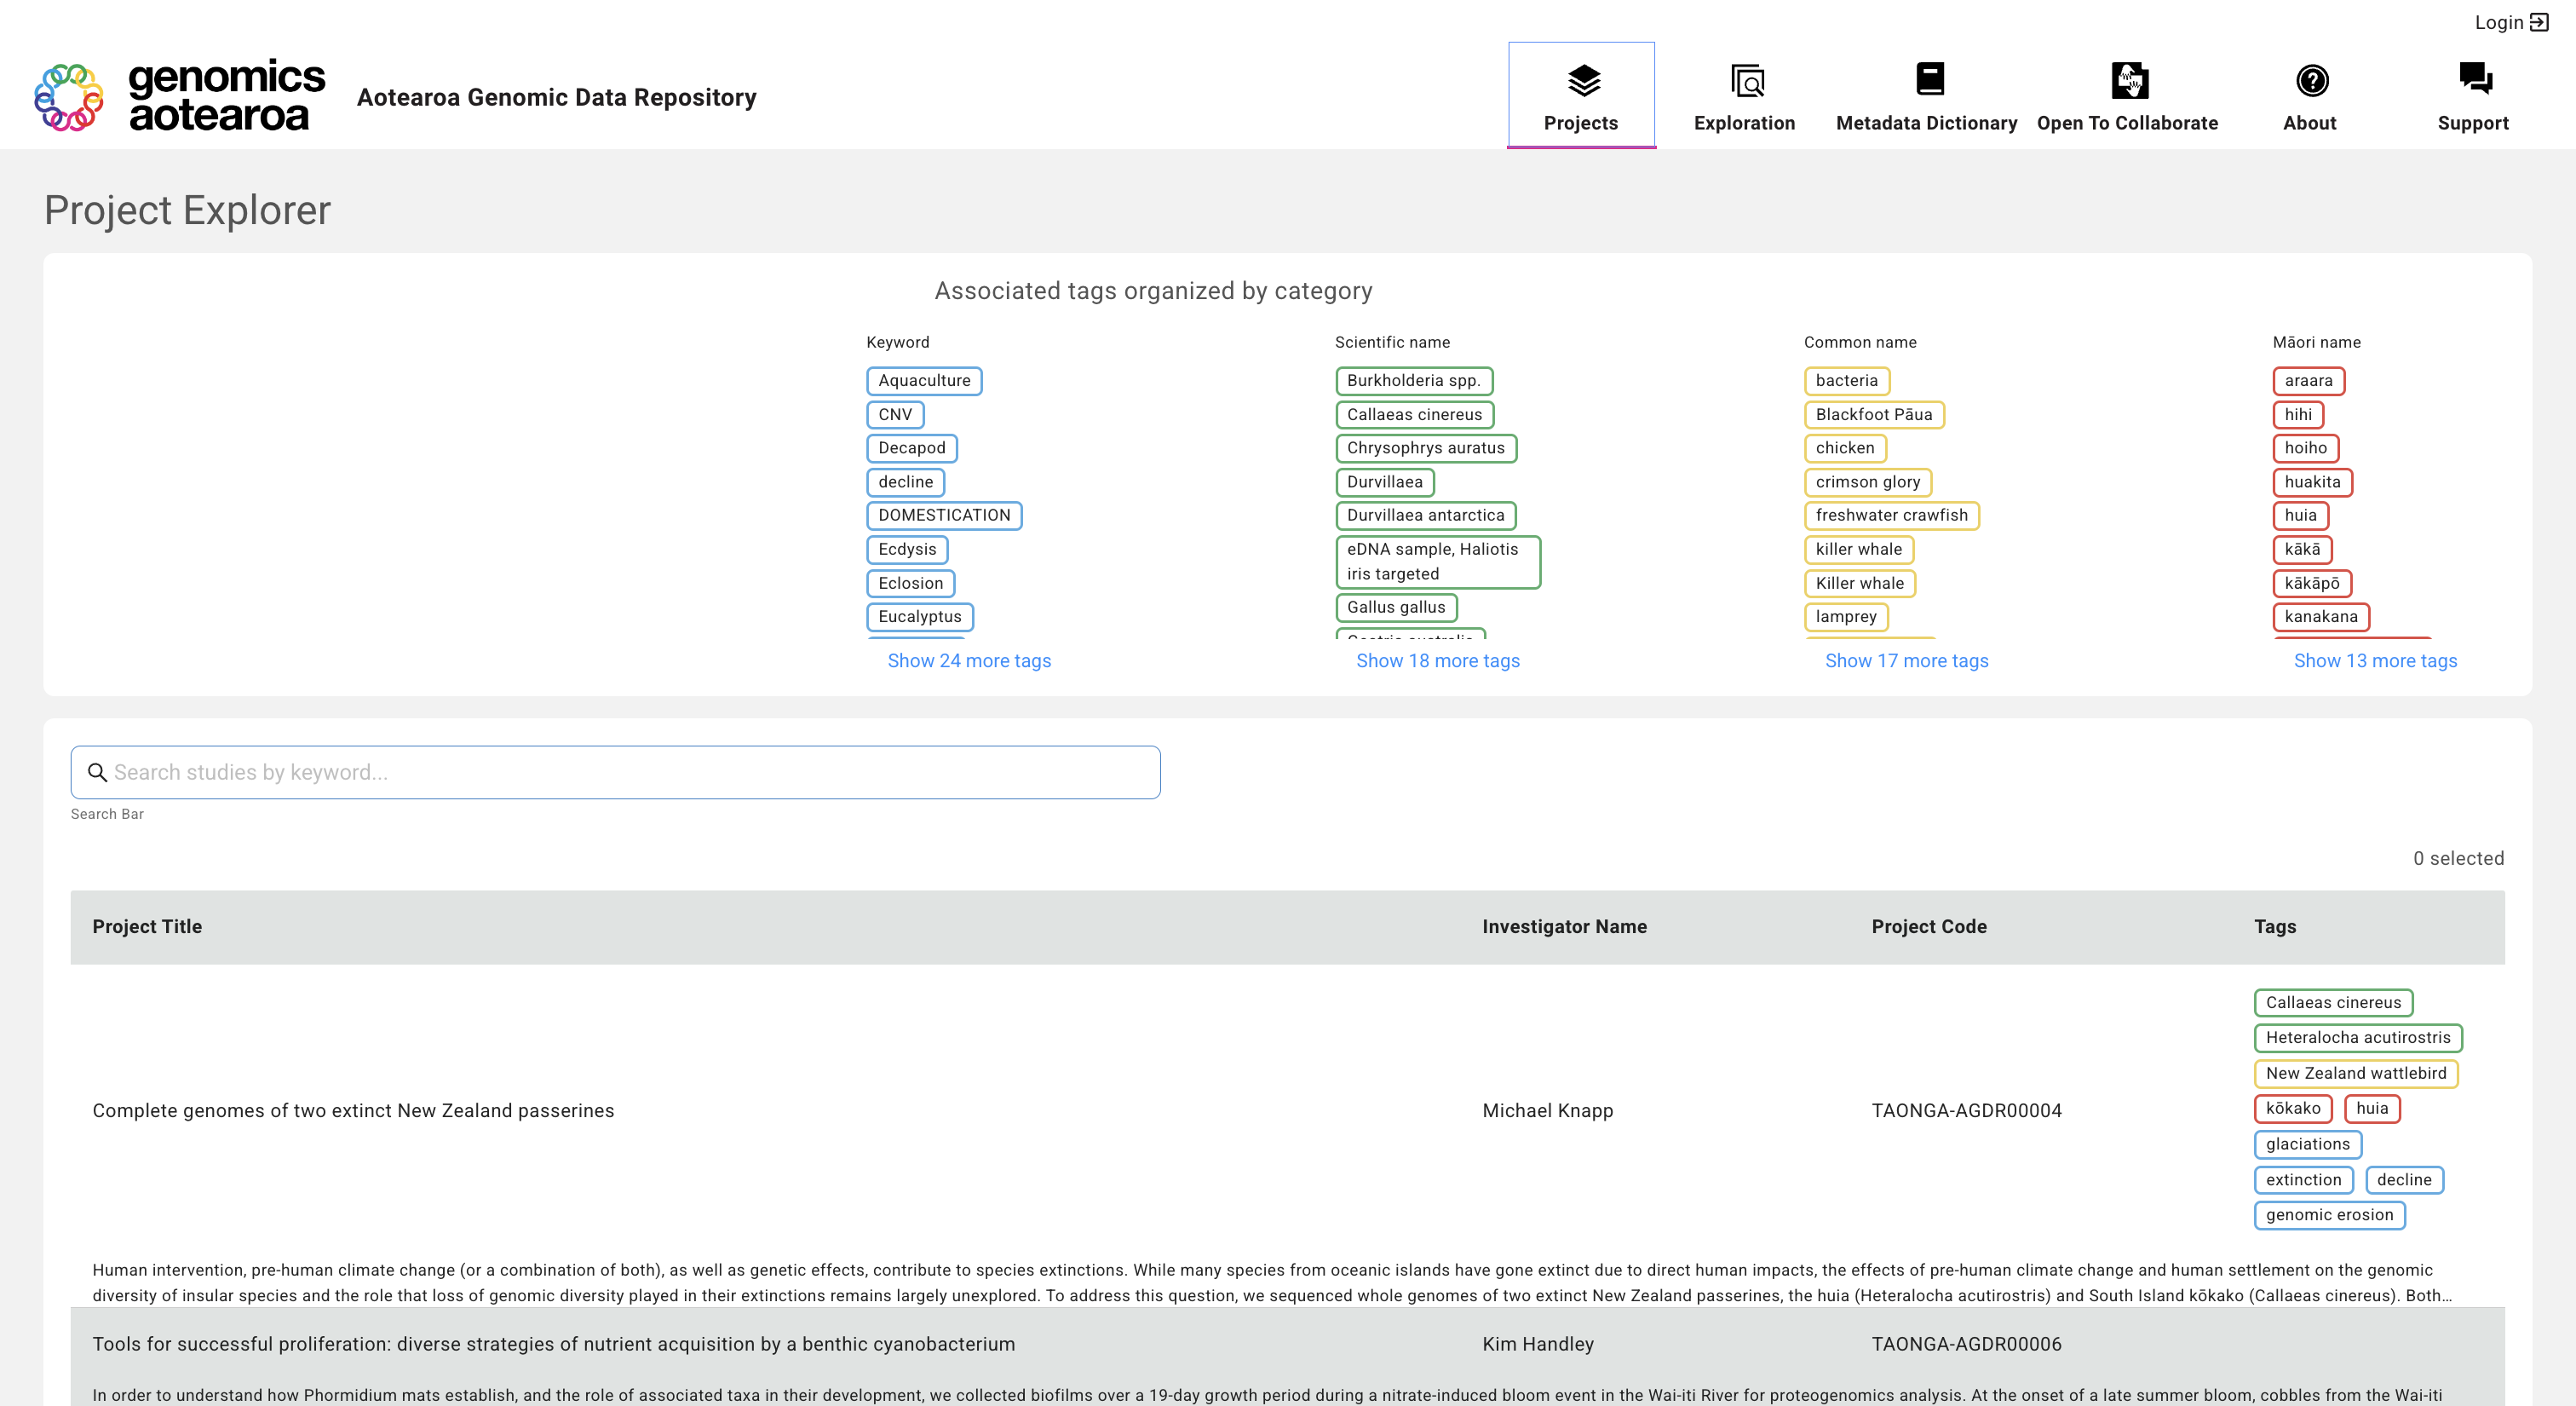 Login
genomics
aotearoa
Aotearoa Genomic Data Repository
Projects
Exploration
Metadata Dictionary
Open To Collaborate
About
Support
Project Explorer
Associated tags organized by category
Keyword
Aquaculture
CNV
Decapod
decline
DOMESTICATION
Ecdysis
Eclosion
Eucalyptus
Show 24 more tags
Scientific name
Burkholderia spp.
Callaeas cinereus
Chrysophrys auratus
Durvillaea
Durvillaea antarctica
eDNA sample, Haliotis
iris targeted
Gallus gallus
Show 18 more tags
Common name
bacteria
Blackfoot Pāua
chicken
crimson glory
freshwater crawfish
killer whale
Killer whale
lamprey
Show 17 more tags
Māori name
araara
hihi
hoiho
huakita
huia
kākā
kākāpō
kanakana
Show 13 more tags
Search studies by keyword...
Search Bar
0 selected
Project Title Investigator Name Project Code Tags
Complete genomes of two extinct New Zealand passerines Michael Knapp TAONGA-AGDR00004
Callaeas cinereus
Heteralocha acutirostris
New Zealand wattlebird
kōkako huia
glaciations
extinction decline
genomic erosion
Human intervention, pre-human climate change (or a combination of both), as well as genetic effects, contribute to species extinctions. While many species from oceanic islands have gone extinct due to direct human impacts, the effects of pre-human climate change and human settlement on the genomic
diversity of insular species and the role that loss of genomic diversity played in their extinctions remains largely unexplored. To address this question, we sequenced whole genomes of two extinct New Zealand passerines, the huia (Heteralocha acutirostris) and South Island kōkako (Callaeas cinereus). Both...
Tools for successful proliferation: diverse strategies of nutrient acquisition by a benthic cyanobacterium Kim Handley TAONGA-AGDR00006
In order to understand how Phormidium mats establish, and the role of associated taxa in their development, we collected biofilms over a 19-day growth period during a nitrate-induced bloom event in the Wai-iti River for proteogenomics analysis. At the onset of a late summer bloom, cobbles from the Wai-iti